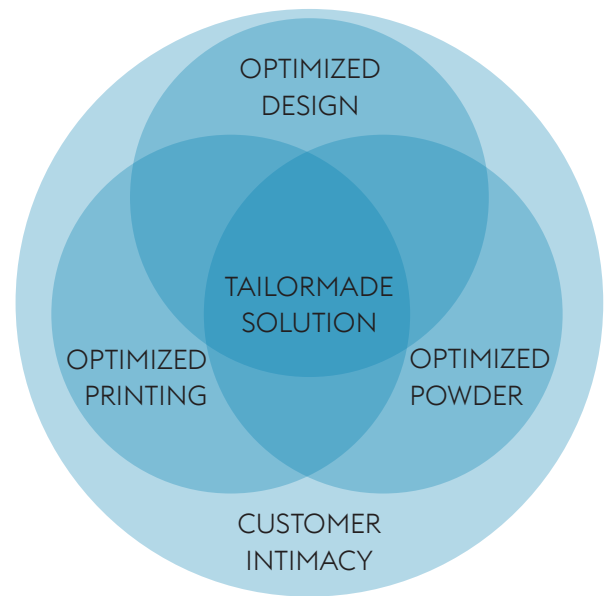 OPTIMIZED
DESIGN
TAILORMADE
SOLUTION
OPTIMIZED
PRINTING
OPTIMIZED
POWDER
CUSTOMER
INTIMACY